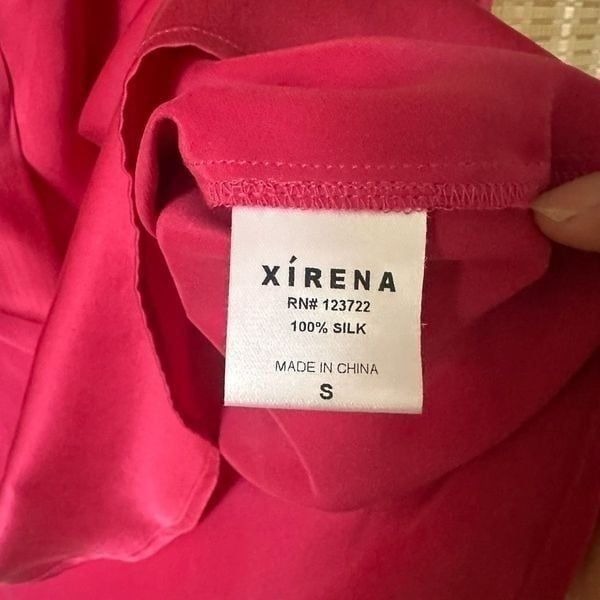 XÍRENA
RN# 123722
100% SILK
MADE IN CHINA
S